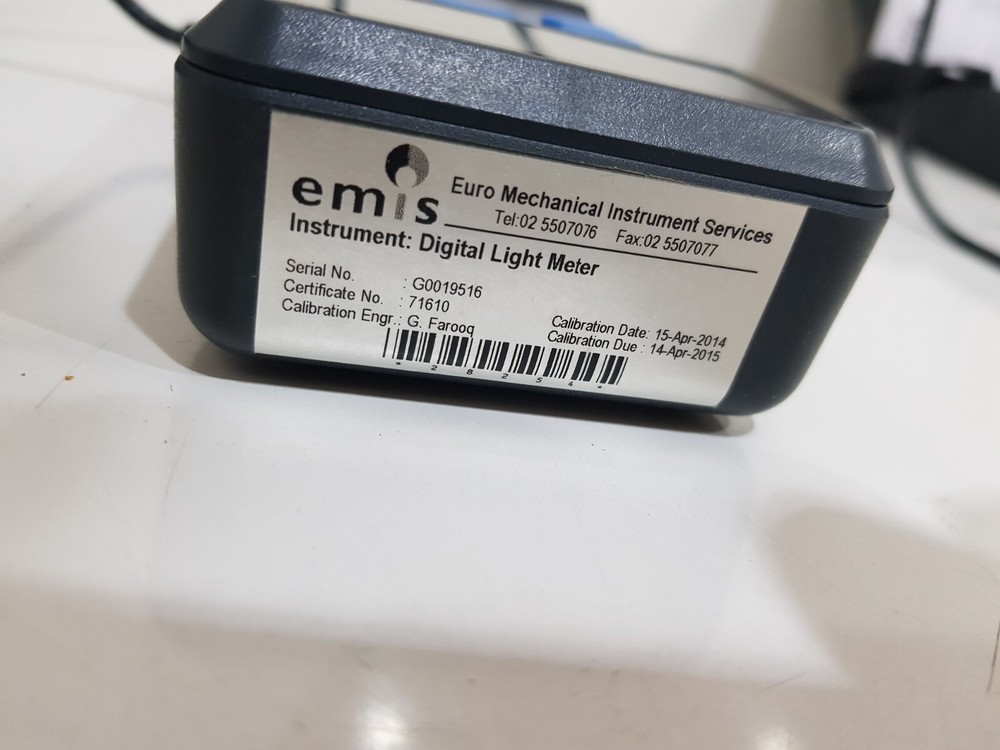 emis
Euro Mechanical Instrument Services
Tel:02 5507076 Fax:02 5507077
Instrument: Digital Light Meter
Serial No. : G0019516
Certificate No. : 71610
Calibration Engr.: G. Farooq
Calibration Date: 15-Apr-2014
Calibration Due : 14-Apr-2015
* 2 8 2 5 4 *